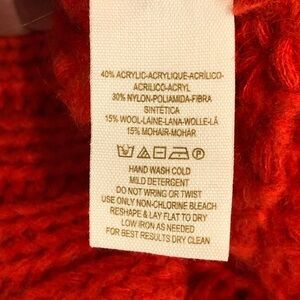 40% ACRYLIC-ACRYLIQUE-ACRÍLICO-
ACRILICO-ACRYL
30% NYLON-POLIAMIDA-FIBRA
SINTÉTICA
15% WOOL-LAINE-LANA-WOLLE-LÃ
15% MOHAIR-MOHAR
P
HAND WASH COLD
MILD DETERGENT
DO NOT WRING OR TWIST
USE ONLY NON-CHLORINE BLEACH
RESHAPE & LAY FLAT TO DRY
LOW IRON AS NEEDED
FOR BEST RESULTS DRY CLEAN